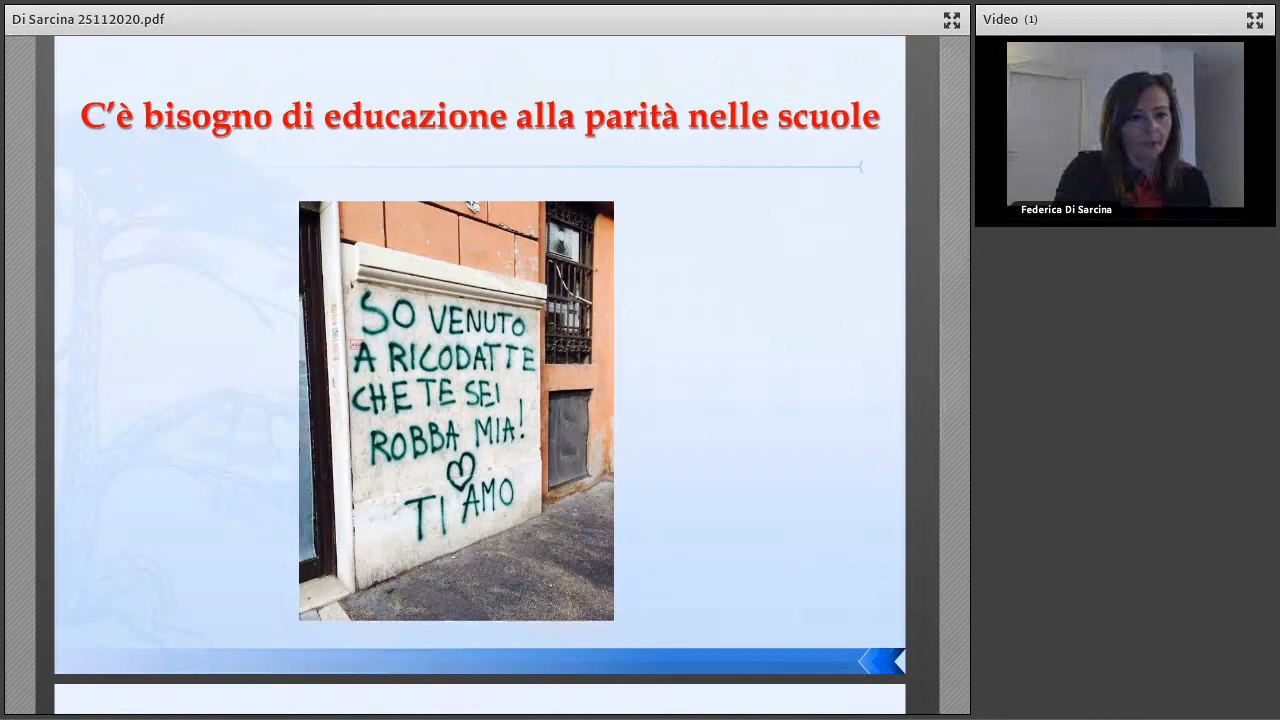 Di Sarcina 25112020.pdf
Video (1)
C'è bisogno di educazione alla parità nelle scuole
SO VENUTO
A RICODATTE
CHE TE SEI
ROBBA MIA!
TI AMO
Federica Di Sarcina